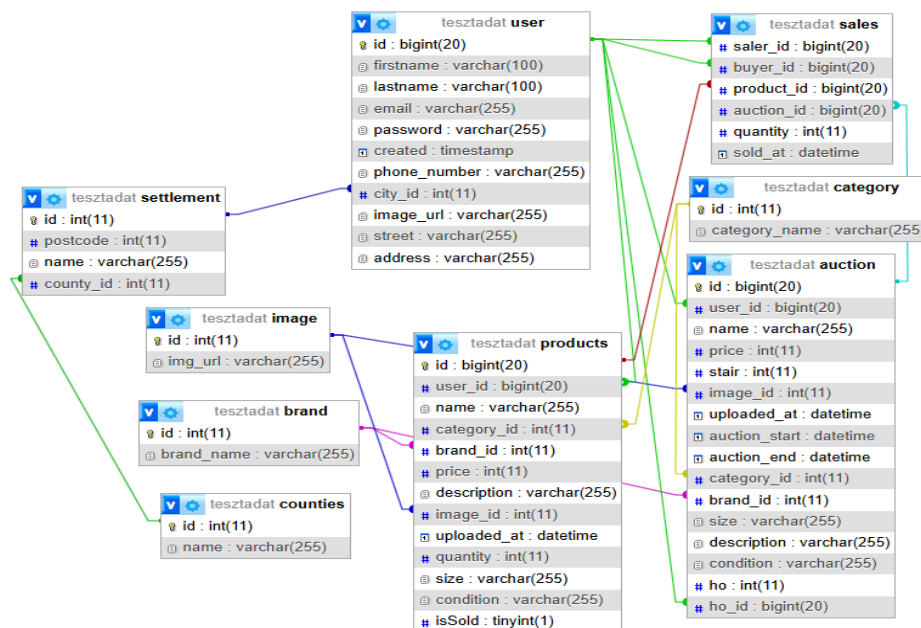 tesztadat user
id : bigint(20)
firstname : varchar(100)
lastname : varchar(100)
email : varchar(255)
password : varchar(255)
created : timestamp
phone_number : varchar(255)
city_id : int(11)
image_url : varchar(255)
street : varchar(255)
address : varchar(255)
tesztadat sales
saler_id : bigint(20)
buyer_id : bigint(20)
product_id : bigint(20)
auction_id : bigint(20)
quantity : int(11)
sold_at : datetime
tesztadat settlement
id : int(11)
postcode : int(11)
name : varchar(255)
county_id : int(11)
tesztadat category
id : int(11)
category_name : varchar(255
tesztadat auction
id : bigint(20)
user_id : bigint(20)
name : varchar(255)
price : int(11)
stair : int(11)
image_id : int(11)
uploaded_at : datetime
auction_start : datetime
auction_end : datetime
category_id : int(11)
brand_id : int(11)
size : varchar(255)
description : varchar(255)
condition : varchar(255)
ho : int(11)
ho_id : bigint(20)
tesztadat image
id : int(11)
img_url : varchar(255)
tesztadat products
id : bigint(20)
user_id : bigint(20)
name : varchar(255)
category_id : int(11)
brand_id : int(11)
price : int(11)
description : varchar(255)
image_id : int(11)
uploaded_at : datetime
quantity : int(11)
size : varchar(255)
condition : varchar(255)
isSold : tinyint(1)
tesztadat brand
id : int(11)
brand_name : varchar(255)
tesztadat counties
id : int(11)
name : varchar(255)